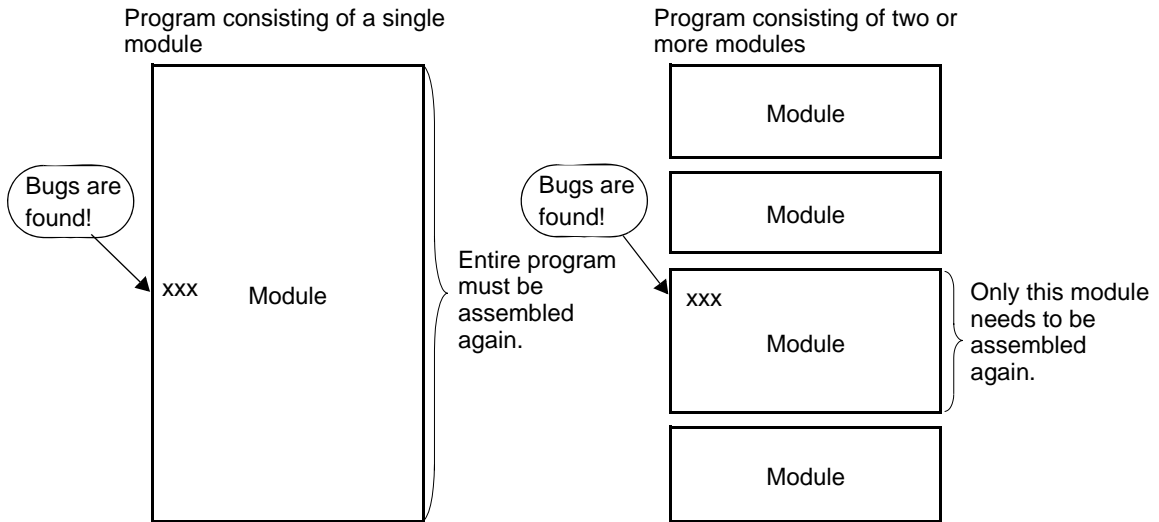 Program consisting of a single
module
Bugs are
found!
xxx
Module
Entire program
must be
assembled
again.
Program consisting of two or
more modules
Module
Module
Bugs are
found!
xxx
Module
Only this module
needs to be
assembled
again.
Module